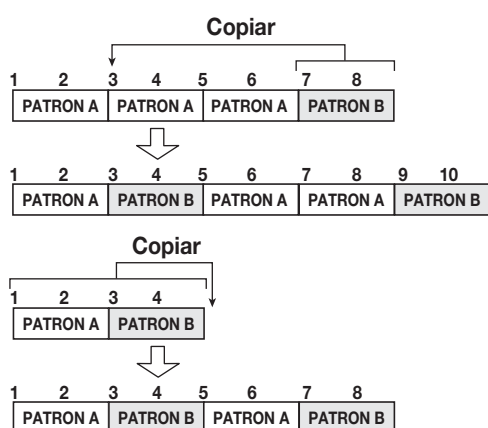 Copiar
1 2 3 4 5 6 7 8
PATRON A PATRON A PATRON A PATRON B
1 2 3 4 5 6 7 8 9 10
PATRON A PATRON B PATRON A PATRON A PATRON B
Copiar
1 2 3 4
PATRON A PATRON B
1 2 3 4 5 6 7 8
PATRON A PATRON B PATRON A PATRON B